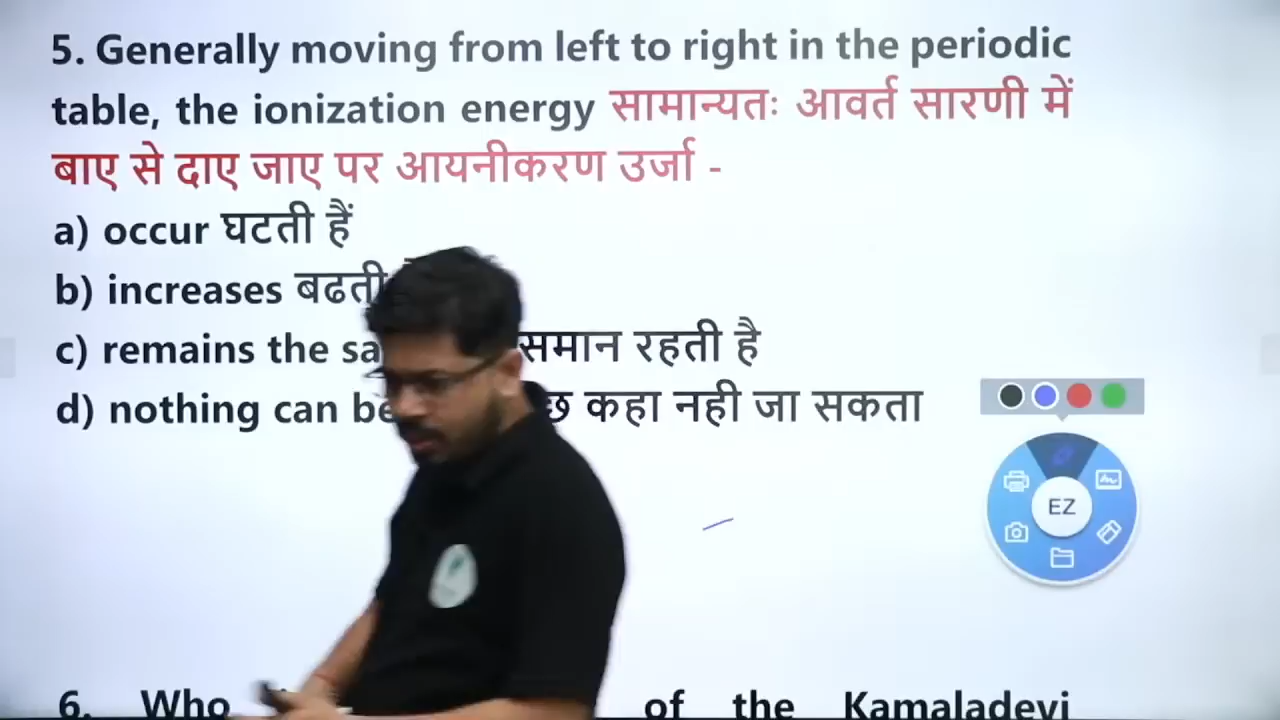 5. Generally moving from left to right in the periodic
table, the ionization energy सामान्यतः आवर्त सारणी में
बाए से दाए जाए पर आयनीकरण उर्जा -
a) occur घटती हैं
b) increases बढती
c) remains the समान रहती है
d) nothing can be कहा नही जा सकता
EZ
6. Who of the Kamaladevi